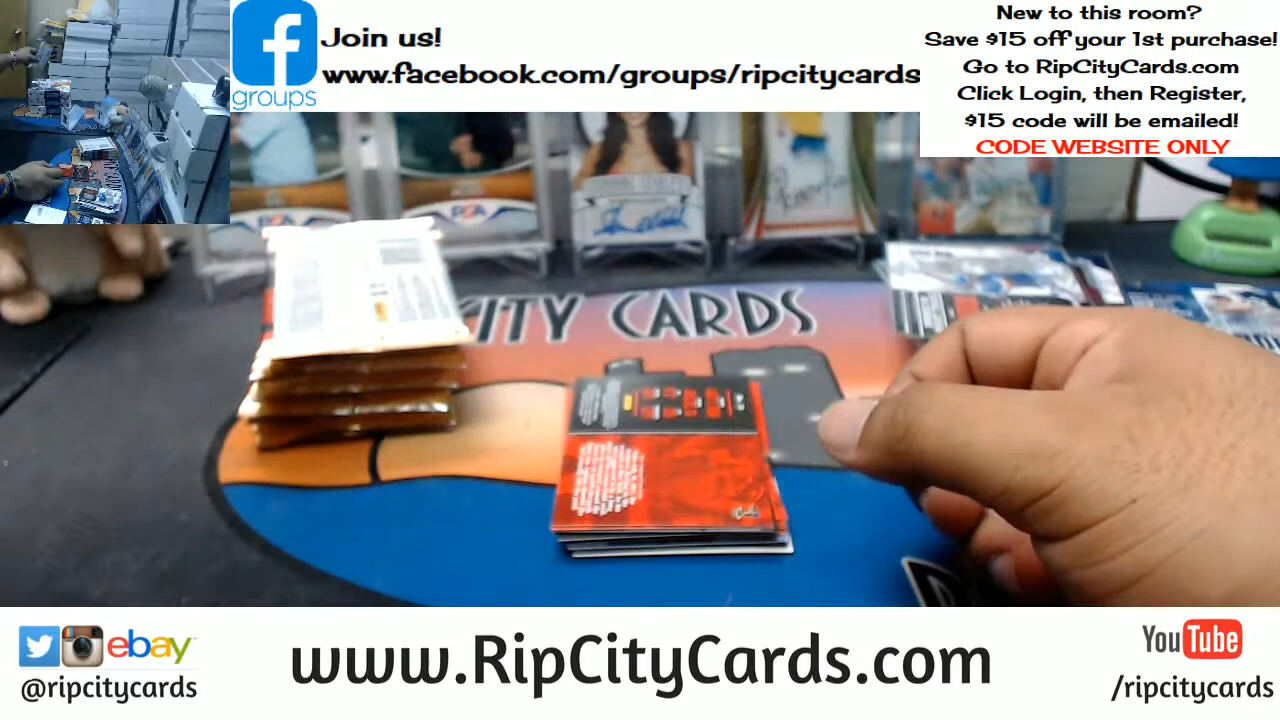 groups
Join us!
www.facebook.com/groups/ripcitycards
New to this room?
Save $15 off your 1st purchase!
Go to RipCityCards.com
Click Login, then Register,
$15 code will be emailed!
CODE WEBSITE ONLY
CITY CARDS
ebay
@ripcitycards
www.RipCityCards.com
YouTube
/ripcitycards